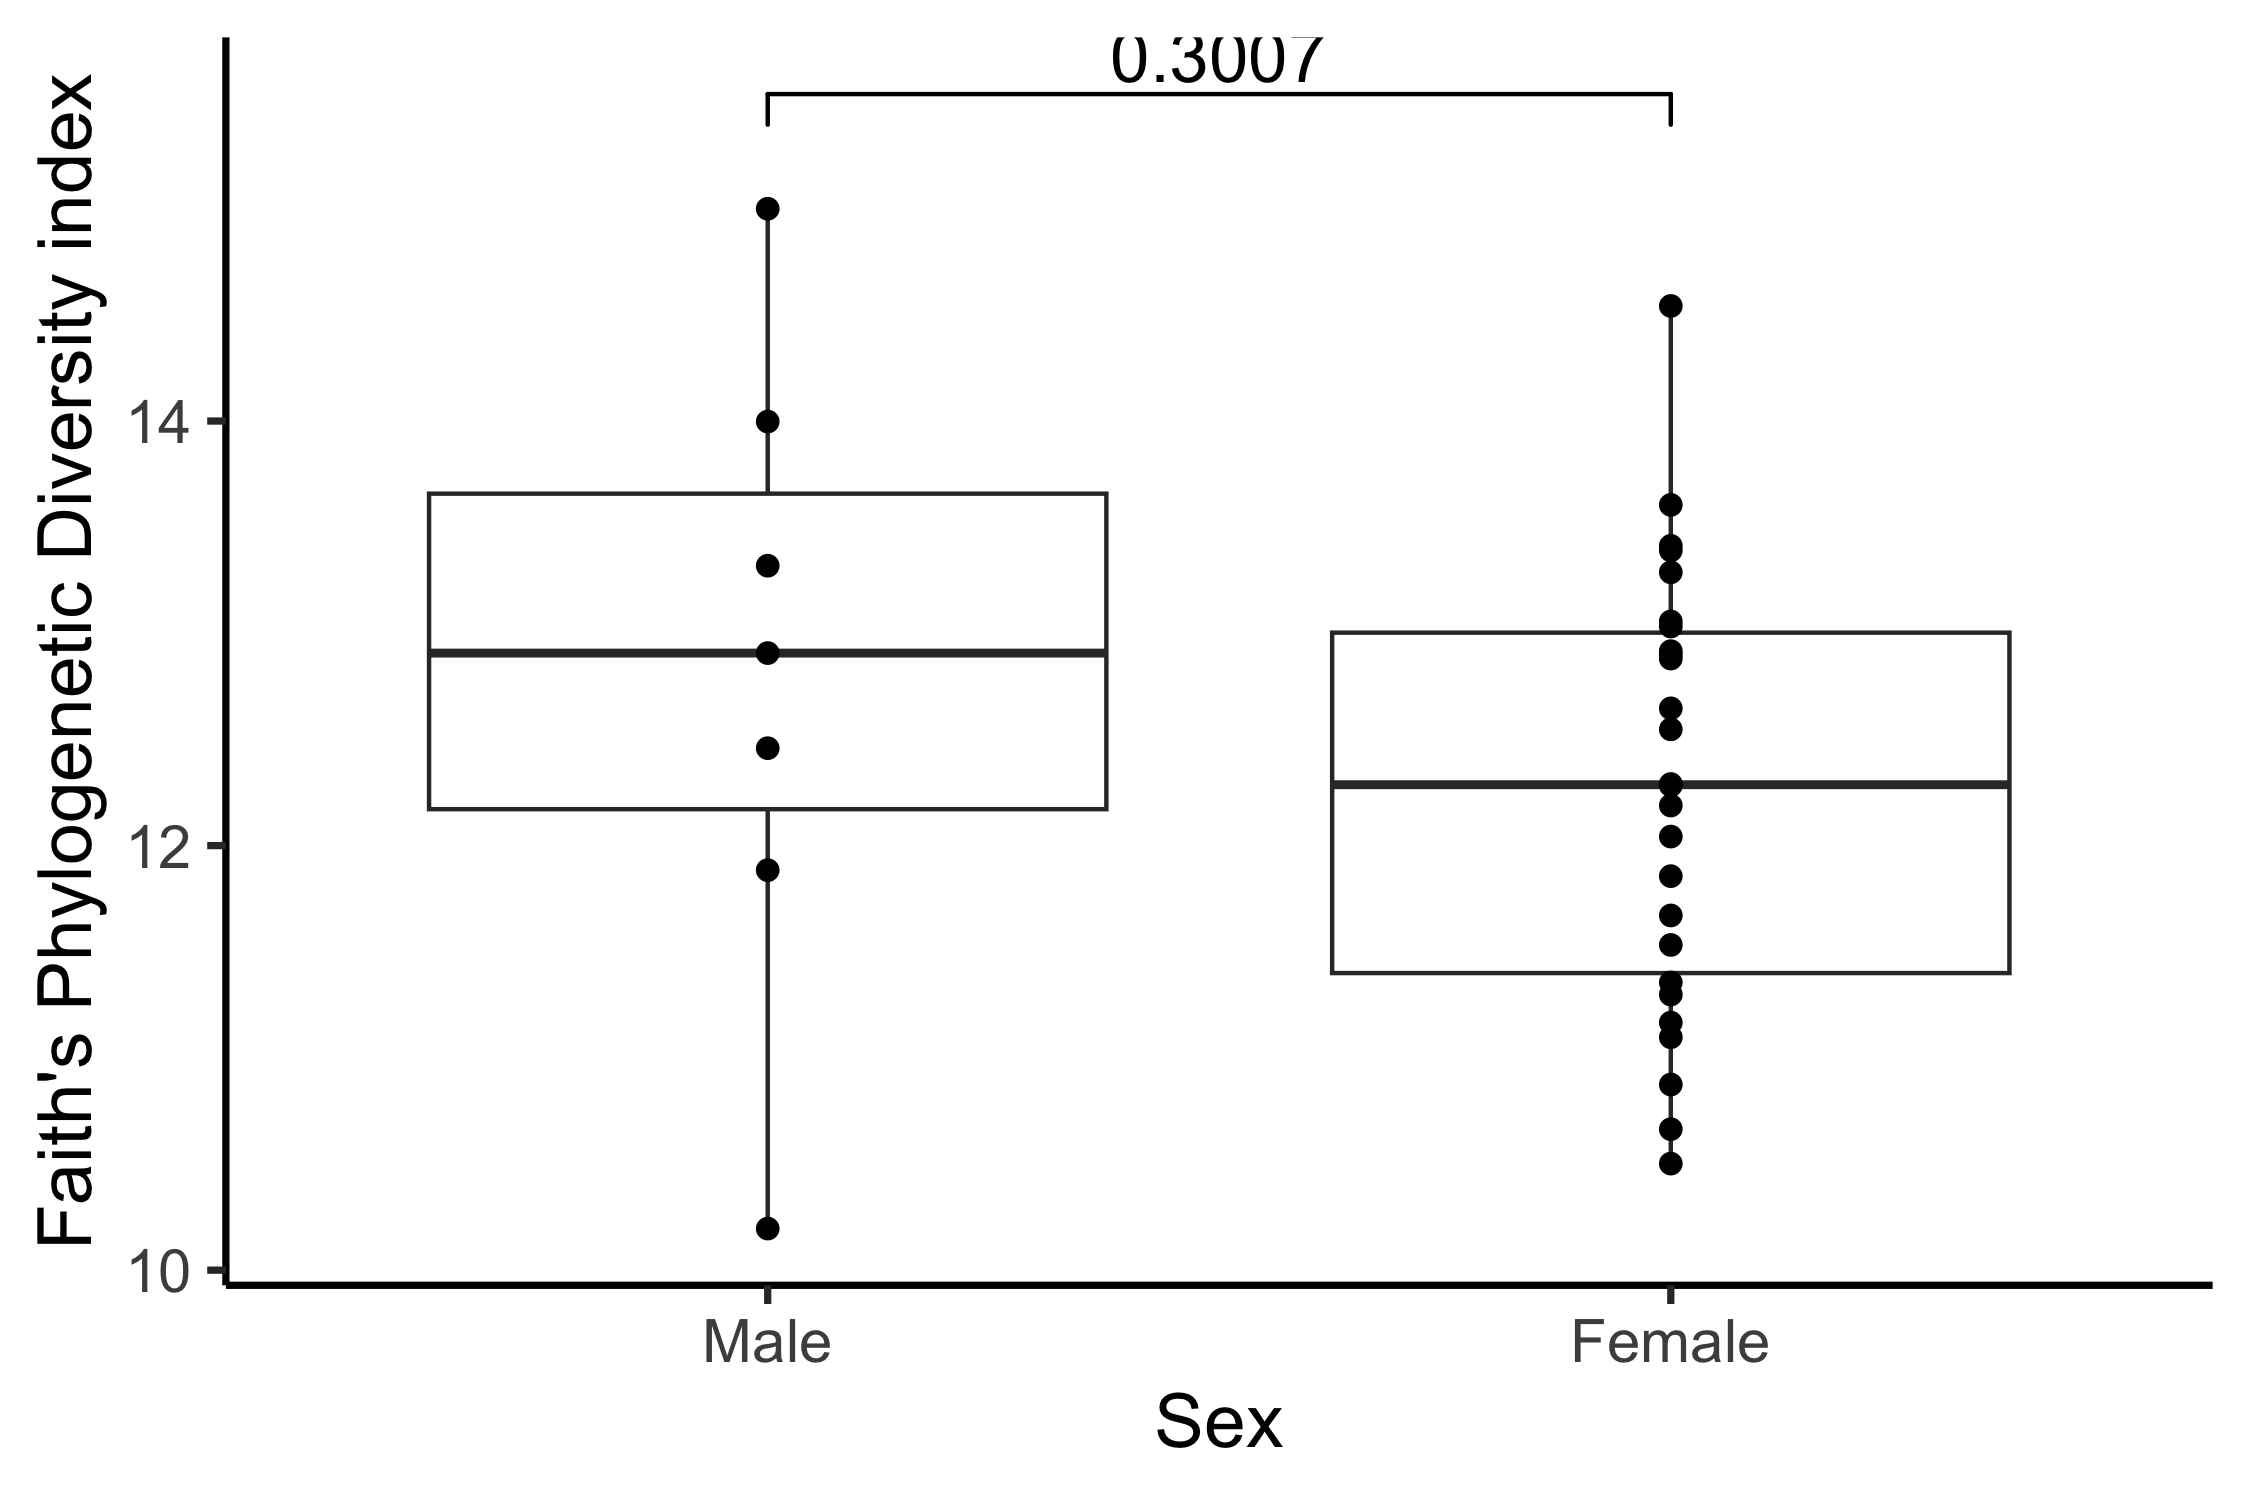 0.3007
Faith's Phylogenetic Diversity index
14
12
10
Male
Female
Sex